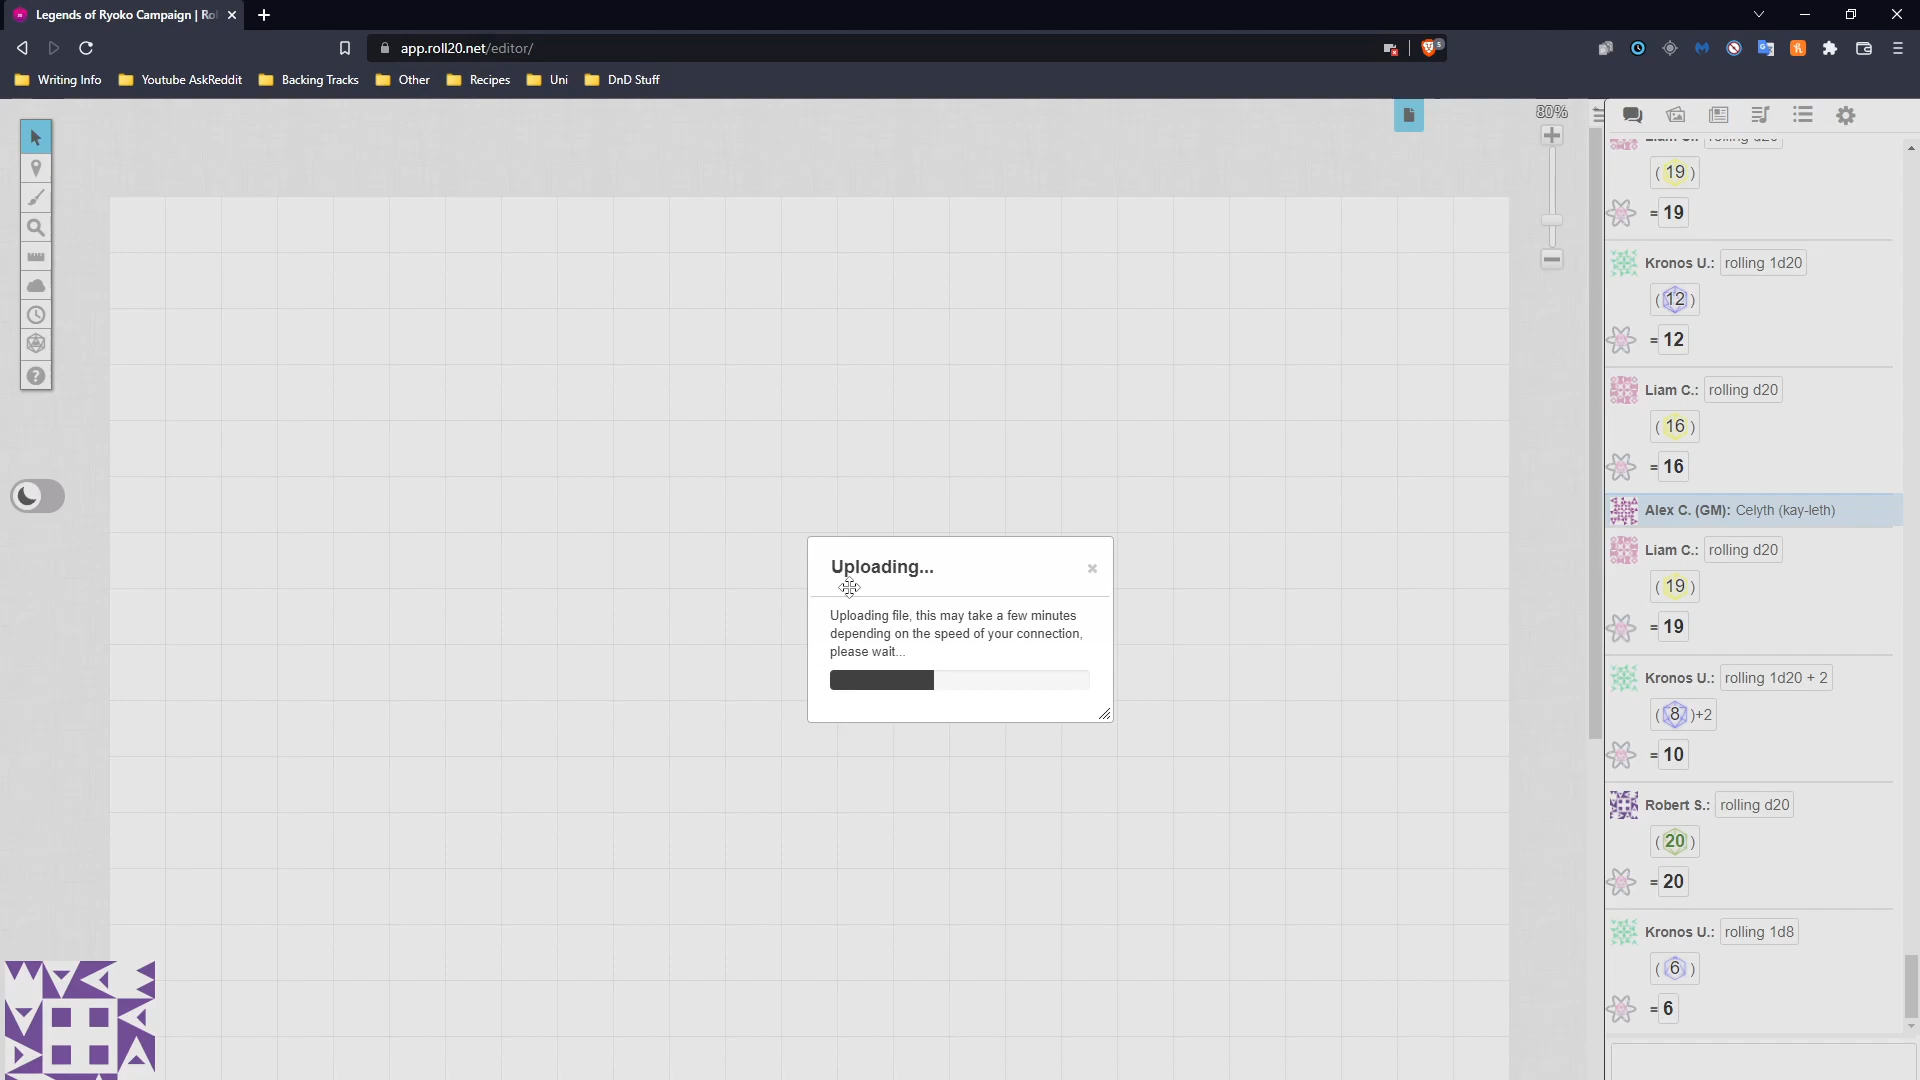 Legends of Ryoko Campaign | Rol
app.roll20.net/editor/
5
Writing Info
Youtube AskReddit
Backing Tracks
Other
Recipes
Uni
DnD Stuff
80%
Uploading...
Uploading file, this may take a few minutes
depending on the speed of your connection,
please wait...
Liam C.: rolling d20
(19)
=19
Kronos U.: rolling 1d20
(12)
=12
Liam C.: rolling d20
(16)
=16
Alex C. (GM): Celyth (kay-leth)
Liam C.: rolling d20
(19)
=19
Kronos U.: rolling 1d20 + 2
(8)+2
=10
Robert S.: rolling d20
(20)
=20
Kronos U.: rolling 1d8
(6)
=6